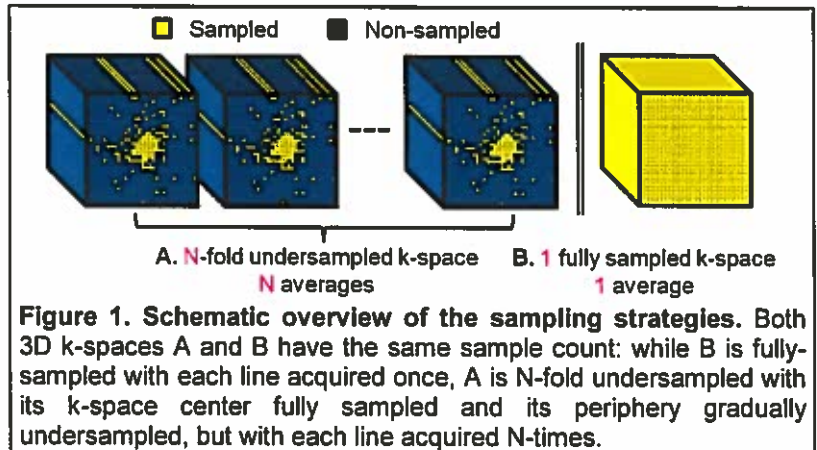 Sampled Non-sampled
A. N-fold undersampled k-space
N averages
B. 1 fully sampled k-space
1 average
Figure 1. Schematic overview of the sampling strategies. Both
3D k-spaces A and B have the same sample count: while B is fully-
sampled with each line acquired once, A is N-fold undersampled with
its k-space center fully sampled and its periphery gradually
undersampled, but with each line acquired N-times.